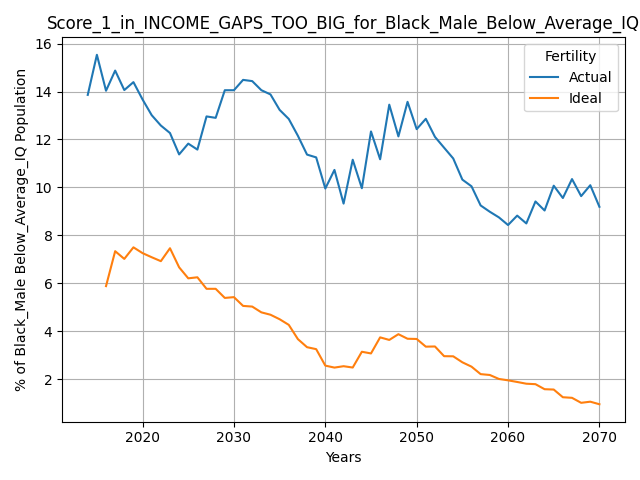 Score_1_in_INCOME_GAPS_TOO_BIG_for_Black_Male_Below_Average_IQ
% of Black_Male Below_Average_IQ Population
16
14
12
10
8
6
4
2
Fertility
Actual
Ideal
2020 2030 2040 2050 2060 2070
Years